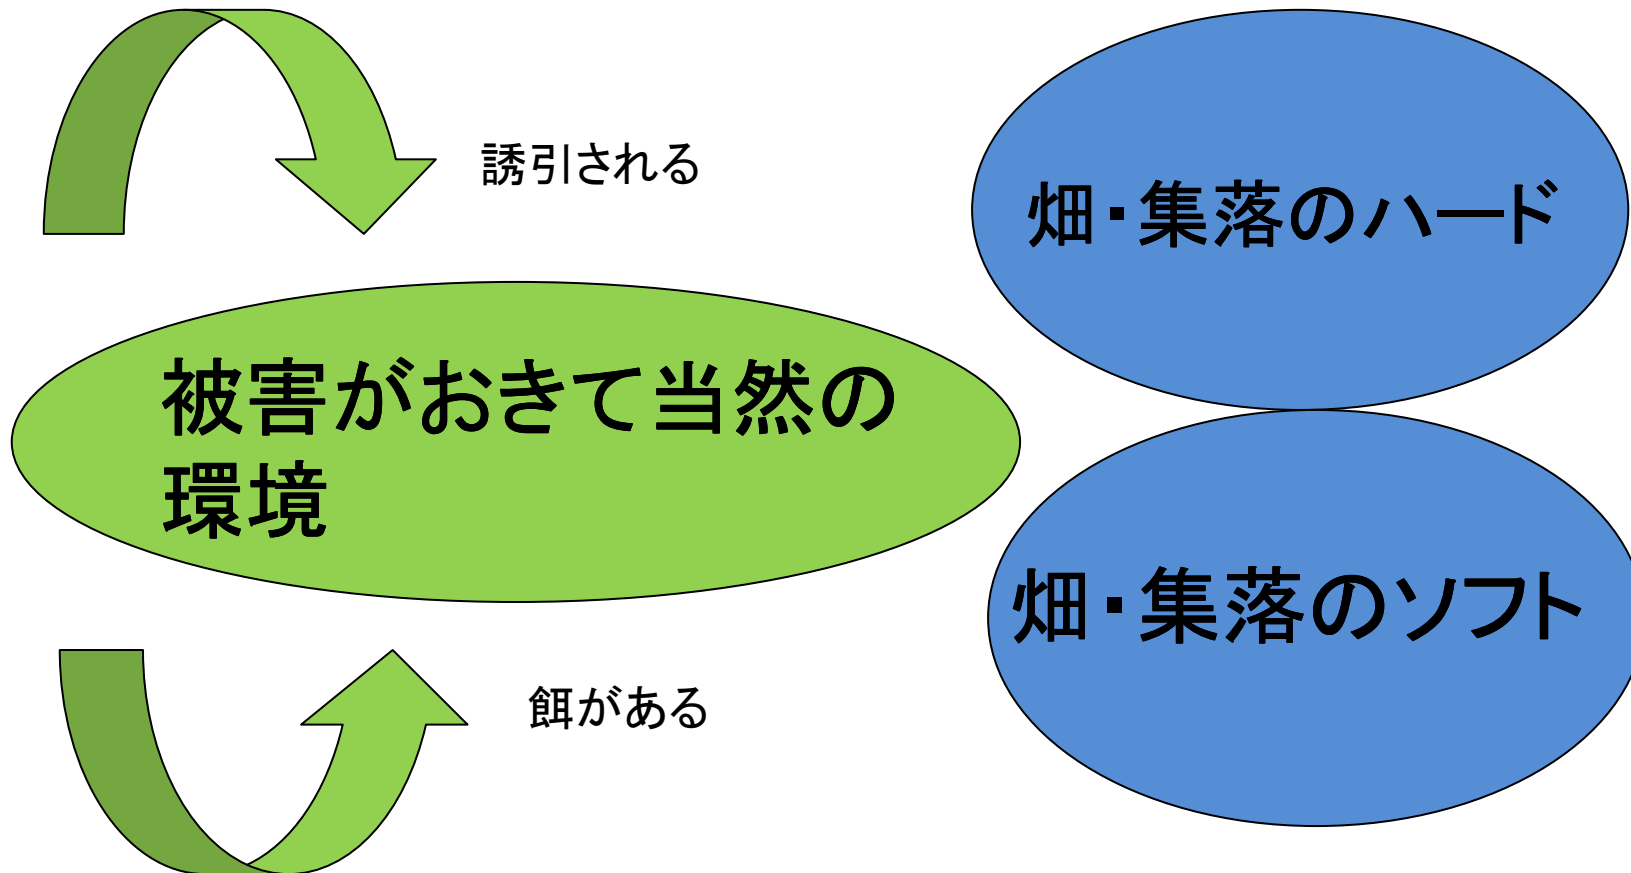 誘引される
畑・集落のハード
被害がおきて当然の
環境
畑・集落のソフト
餌がある